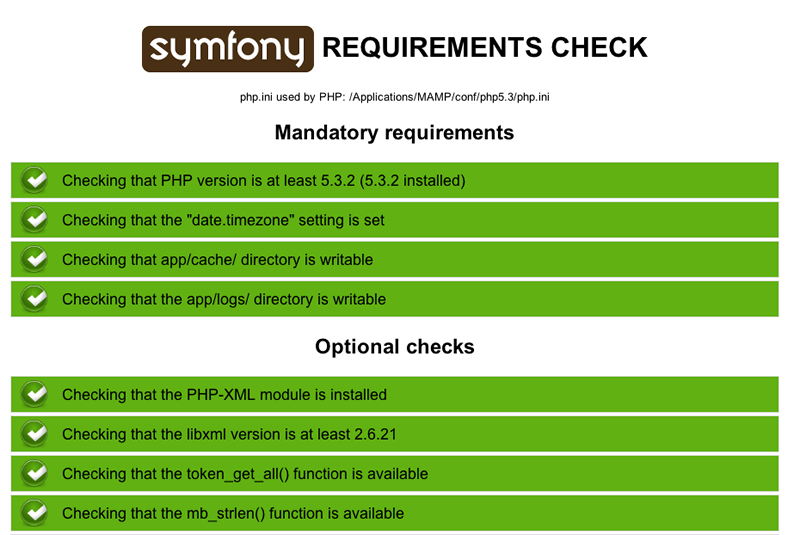 symfony REQUIREMENTS CHECK
php.ini used by PHP: /Applications/MAMP/conf/php5.3/php.ini
Mandatory requirements
Checking that PHP version is at least 5.3.2 (5.3.2 installed)
Checking that the "date.timezone" setting is set
Checking that app/cache/ directory is writable
Checking that the app/logs/ directory is writable
Optional checks
Checking that the PHP-XML module is installed
Checking that the libxml version is at least 2.6.21
Checking that the token_get_all() function is available
Checking that the mb_strlen() function is available